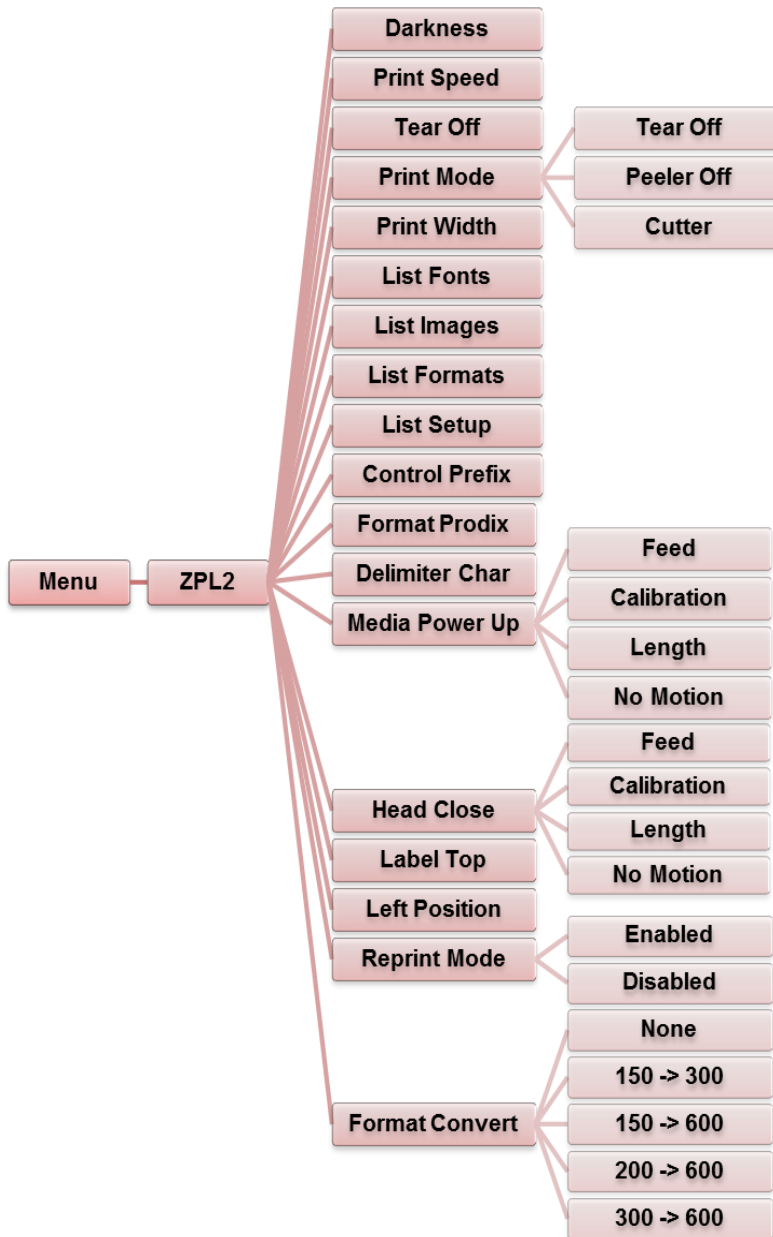 Darkness
Print Speed
Tear Off
Tear Off
Print Mode
Peeler Off
Print Width
Cutter
List Fonts
List Images
List Formats
List Setup
Control Prefix
Format Prodix
Feed
Menu
ZPL2
Delimiter Char
Calibration
Media Power Up
Length
No Motion
Feed
Head Close
Calibration
Length
Label Top
No Motion
Left Position
Enabled
Reprint Mode
Disabled
None
150 -> 300
Format Convert
150 -> 600
200 -> 600
300 -> 600